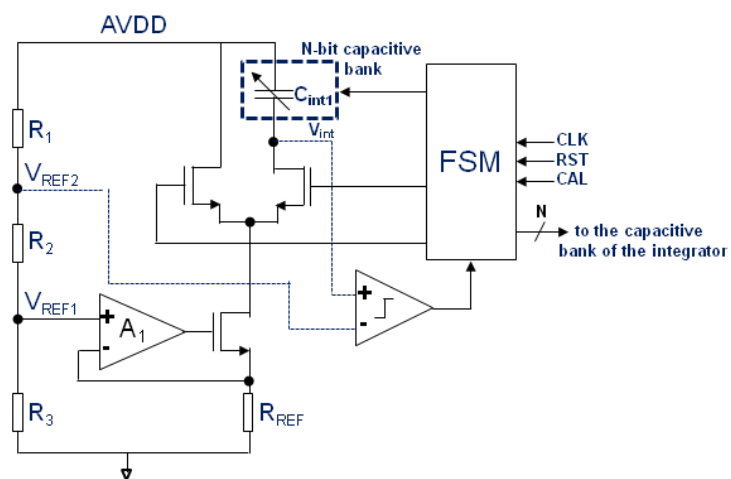 AVDD
N-bit capacitive
bank
Cint1
R1
Vint
FSM
CLK
RST
CAL
VREF2
N
to the capacitive
bank of the integrator
R2
VREF1
+
-
A1
+
-
R3
RREF